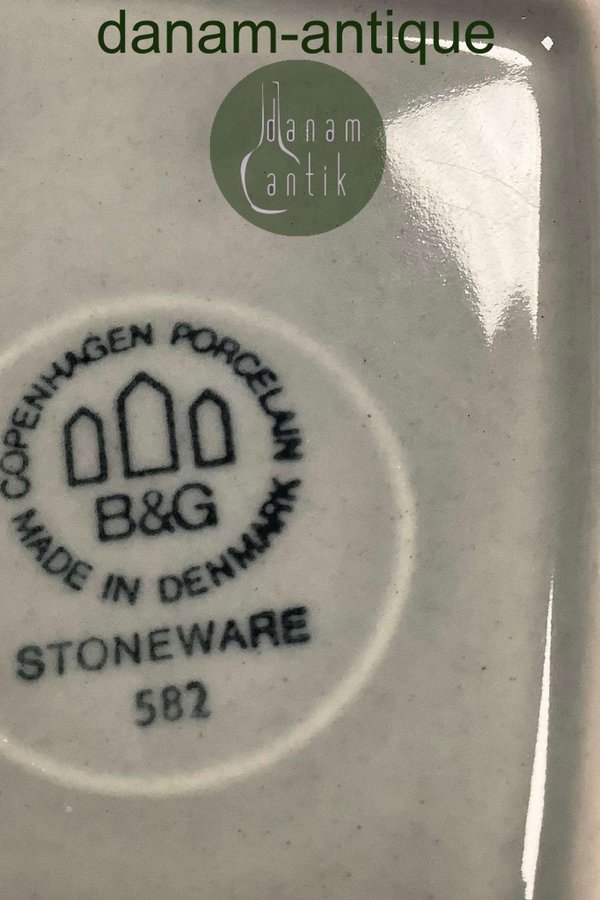 danam-antique
danam
antik
COPENHAGEN PORCELAIN
B&G
MADE IN DENMARK
STONEWARE
582